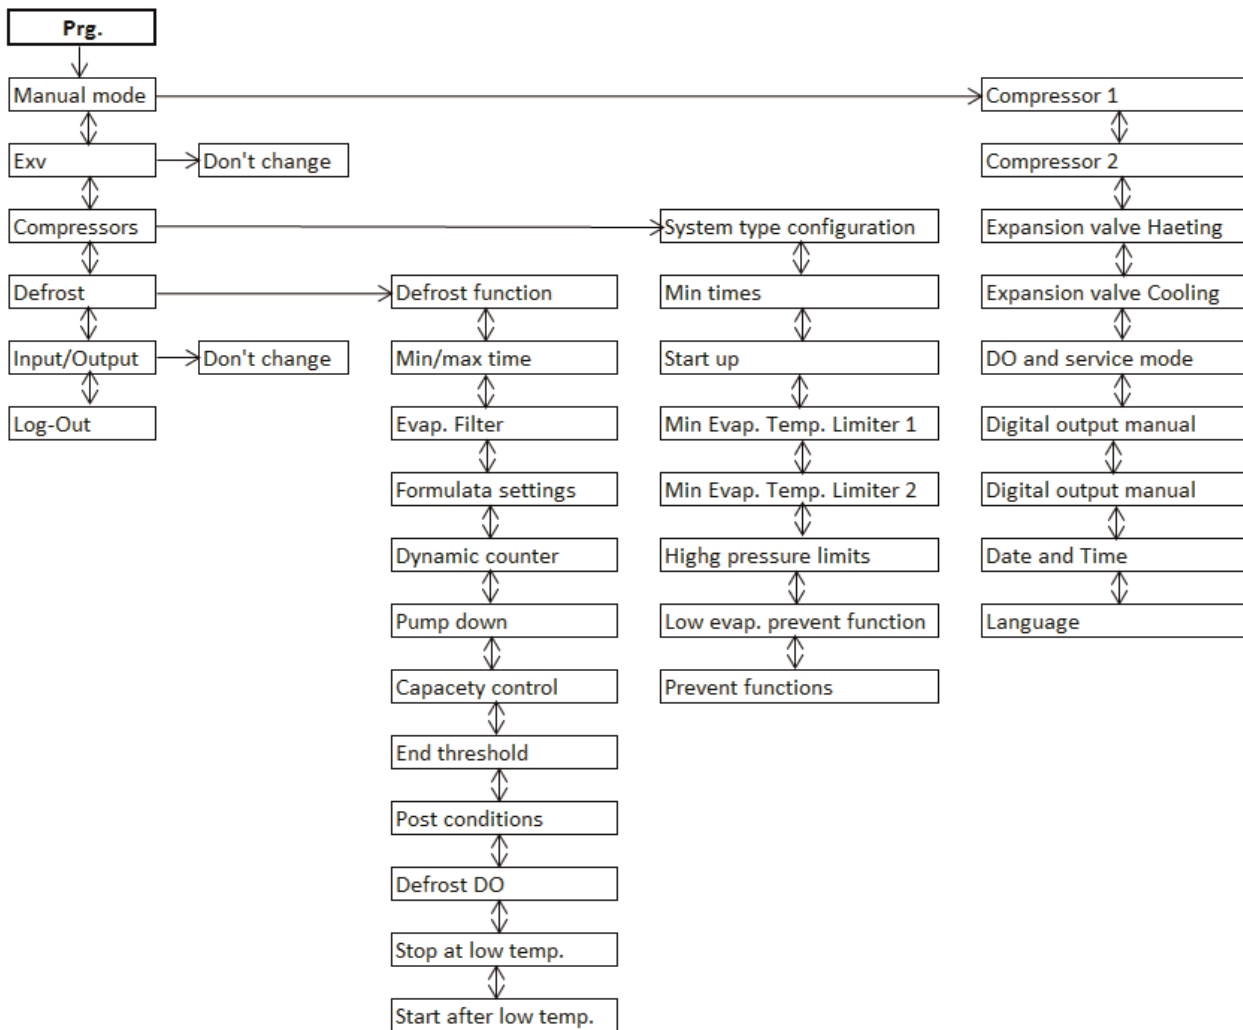 Prg.
Manual mode
Compressor 1
Exv
Don't change
Compressor 2
Compressors
System type configuration
Expansion valve Haeting
Defrost
Defrost function
Min times
Expansion valve Cooling
Input/Output
Don't change
Min/max time
Start up
DO and service mode
Log-Out
Evap. Filter
Min Evap. Temp. Limiter 1
Digital output manual
Formulata settings
Min Evap. Temp. Limiter 2
Digital output manual
Dynamic counter
Highg pressure limits
Date and Time
Pump down
Low evap. prevent function
Language
Capacety control
Prevent functions
End threshold
Post conditions
Defrost DO
Stop at low temp.
Start after low temp.